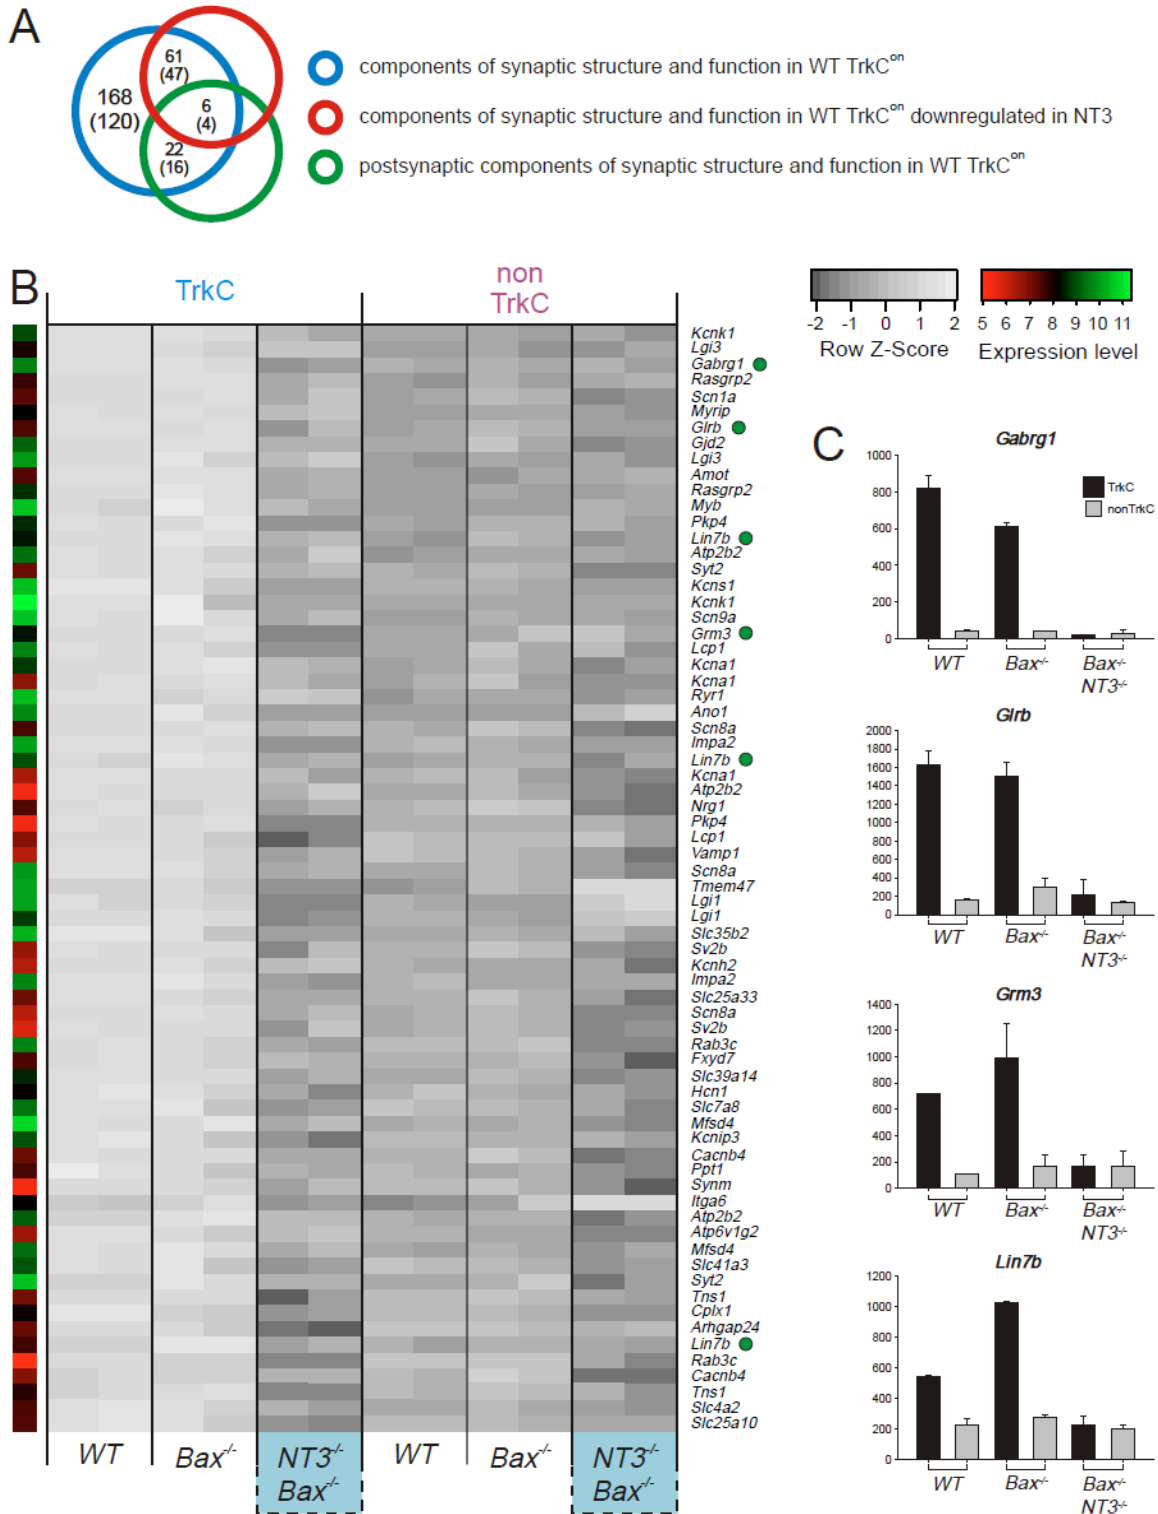 A
61
(47)
168
(120)
6
(4)
22
(16)
components of synaptic structure and function in WT TrkC^on
components of synaptic structure and function in WT TrkC^on downregulated in NT3
postsynaptic components of synaptic structure and function in WT TrkC^on
B
TrkC
non
TrkC
-2 -1 0 1 2
Row Z-Score
5 6 7 8 9 10 11
Expression level
Kcnk1
Lgi3
Gabrg1
Rasgrp2
Scn1a
Myrip
Glrb
Gjd2
Lgi3
Amot
Rasgrp2
Myb
Pkp4
Lin7b
Atp2b2
Syt2
Kcns1
Kcnk1
Scn9a
Grm3
Lcp1
Kcna1
Kcna1
Ryr1
Ano1
Scn8a
Impa2
Lin7b
Kcna1
Atp2b2
Nrg1
Pkp4
Lcp1
Vamp1
Scn8a
Tmem47
Lgi1
Lgi1
Slc35b2
Sv2b
Kcnh2
Impa2
Slc25a33
Scn8a
Sv2b
Rab3c
Fxyd7
Slc39a14
Hcn1
Slc7a8
Mfsd4
Kcnip3
Cacnb4
Ppt1
Synm
Itga6
Atp2b2
Atp6v1g2
Mfsd4
Slc41a3
Syt2
Tns1
Cplx1
Arhgap24
Lin7b
Rab3c
Cacnb4
Tns1
Slc4a2
Slc25a10
WT Bax^-/- NT3^-/- WT Bax^-/- NT3^-/-
Bax^-/- Bax^-/-
C
Gabrg1
1000
800
600
400
200
0
TrkC
nonTrkC
WT Bax^-/- Bax^-/-
NT3^-/-
Glrb
2000
1800
1600
1400
1200
1000
800
600
400
200
0
WT Bax^-/- Bax^-/-
NT3^-/-
Grm3
1400
1200
1000
800
600
400
200
0
WT Bax^-/- Bax^-/-
NT3^-/-
Lin7b
1200
1000
800
600
400
200
0
WT Bax^-/- Bax^-/-
NT3^-/-